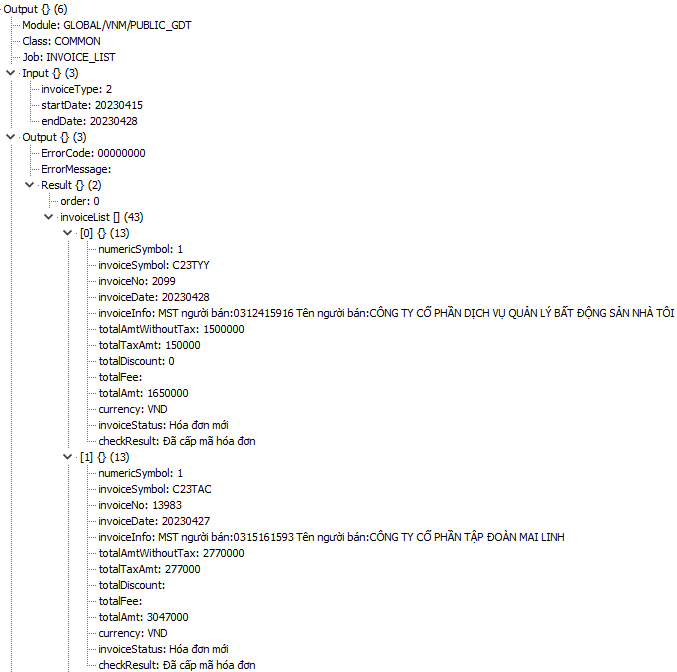 Output {} (6)
Module: GLOBAL/VNM/PUBLIC_GDT
Class: COMMON
Job: INVOICE_LIST
Input {} (3)
invoiceType: 2
startDate: 20230415
endDate: 20230428
Output {} (3)
ErrorCode: 00000000
ErrorMessage:
Result {} (2)
order: 0
invoiceList [] (43)
[0] {} (13)
numericSymbol: 1
invoiceSymbol: C23TYY
invoiceNo: 2099
invoiceDate: 20230428
invoiceInfo: MST người bán:0312415916 Tên người bán:CÔNG TY CỔ PHẦN DỊCH VỤ QUẢN LÝ BẤT ĐỘNG SẢN NHÀ TÔI
totalAmtWithoutTax: 1500000
totalTaxAmt: 150000
totalDiscount: 0
totalFee:
totalAmt: 1650000
currency: VND
invoiceStatus: Hóa đơn mới
checkResult: Đã cấp mã hóa đơn
[1] {} (13)
numericSymbol: 1
invoiceSymbol: C23TAC
invoiceNo: 13983
invoiceDate: 20230427
invoiceInfo: MST người bán:0315161593 Tên người bán:CÔNG TY CỔ PHẦN TẬP ĐOÀN MAI LINH
totalAmtWithoutTax: 2770000
totalTaxAmt: 277000
totalDiscount:
totalFee:
totalAmt: 3047000
currency: VND
invoiceStatus: Hóa đơn mới
checkResult: Đã cấp mã hóa đơn